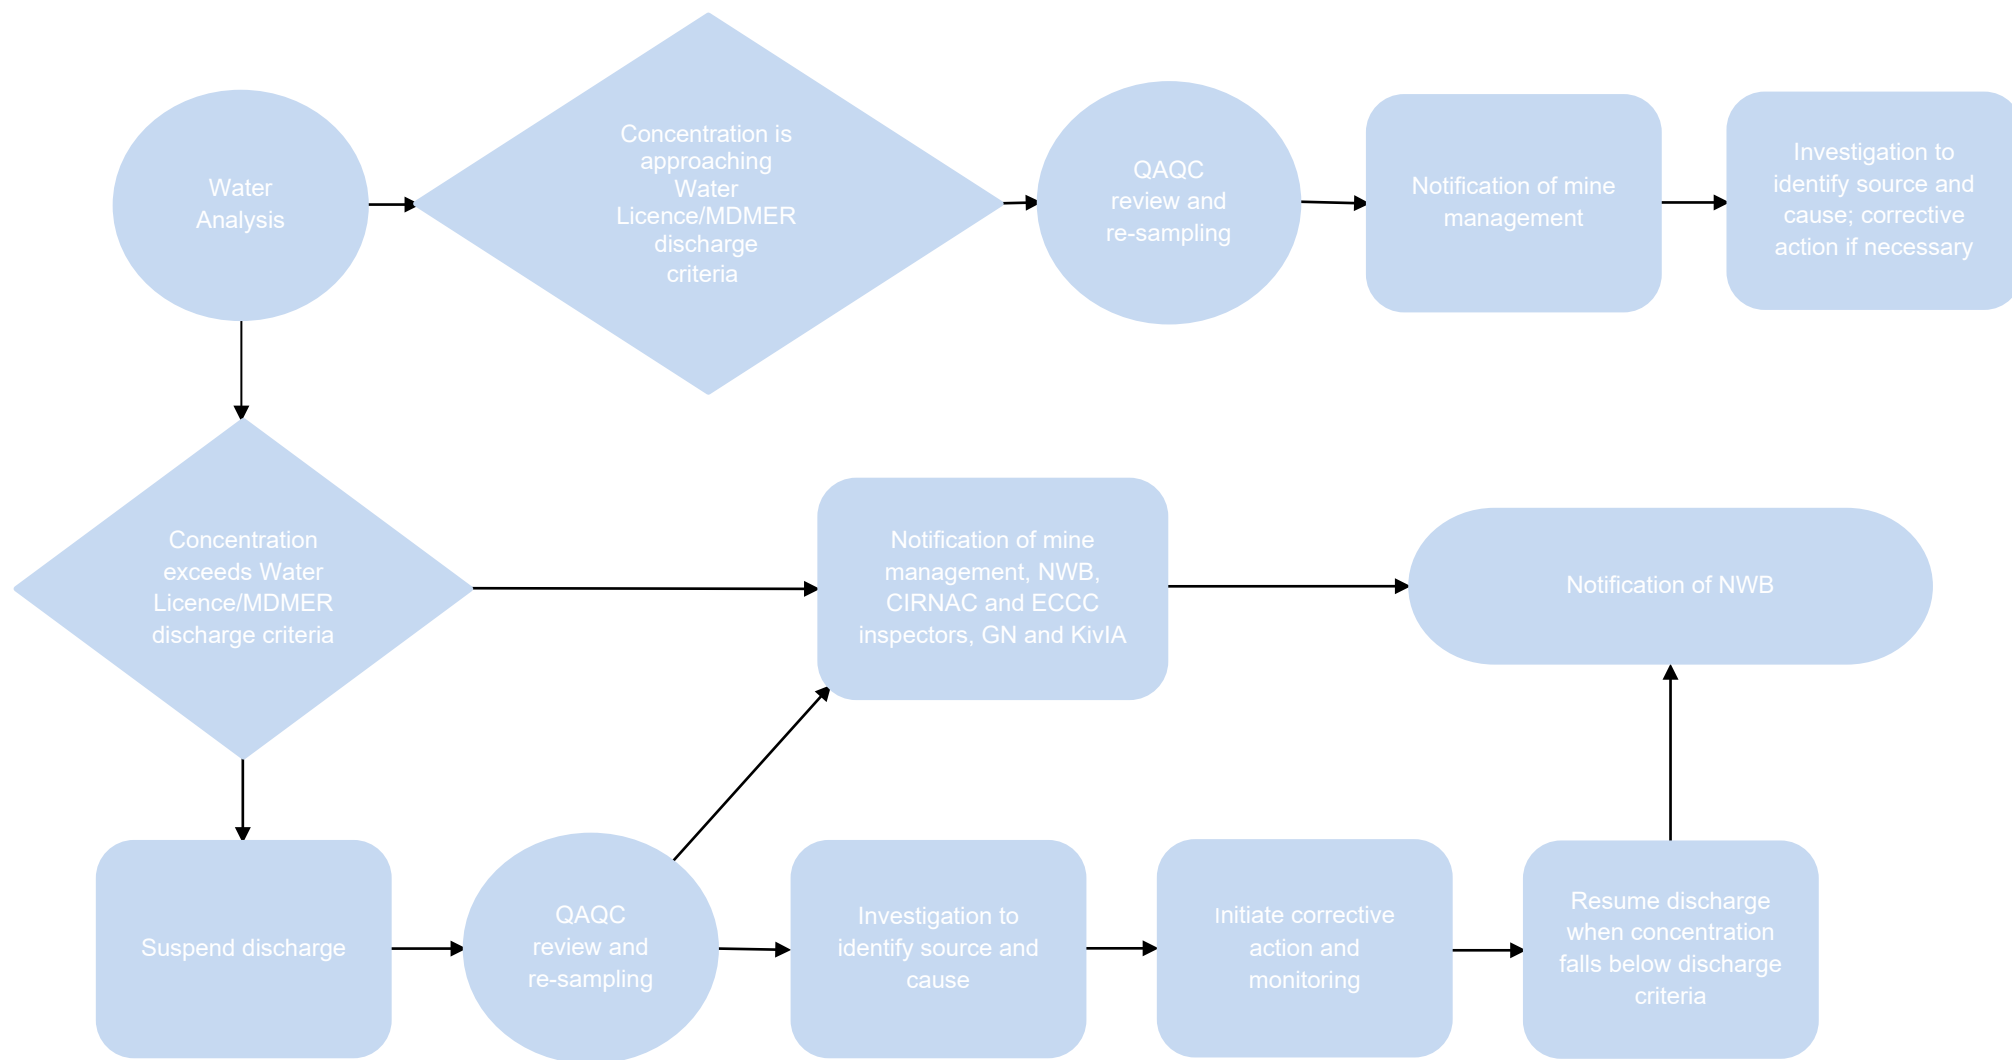 Water
Analysis
Concentration is
approaching
Water
Licence/MDMER
discharge
criteria
QAQC
review and
re-sampling
Notification of mine
management
Investigation to
identify source and
cause; corrective
action if necessary
Concentration
exceeds Water
Licence/MDMER
discharge criteria
Notification of mine
management, NWB,
CIRNAC and ECCC
inspectors, GN and KivIA
Notification of NWB
Suspend discharge
QAQC
review and
re-sampling
Investigation to
identify source and
cause
Initiate corrective
action and
monitoring
Resume discharge
when concentration
falls below discharge
criteria